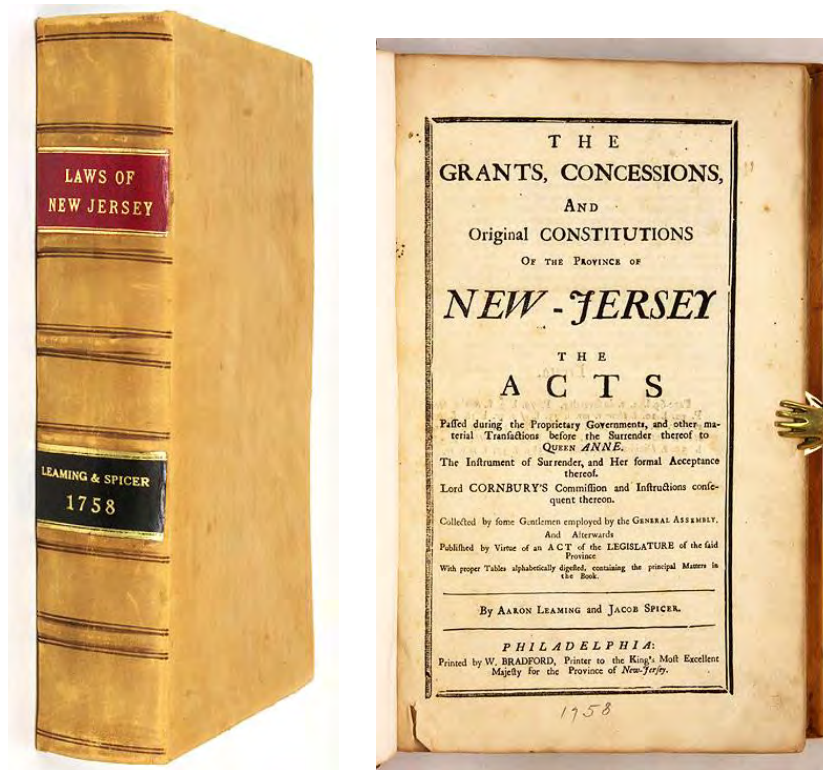 LAWS OF
NEW JERSEY
LEAMING & SPICER
1758
THE
GRANTS, CONCESSIONS,
AND
Original CONSTITUTIONS
OF THE PROVINCE OF
NEW-JERSEY
THE
ACTS
Paſſed during the Proprietary Governments, and other ma-
terial Tranſactions before the Surrender thereof to
QUEEN ANNE.
The Inſtrument of Surrender, and Her formal Acceptance
thereof.
Lord CORNBURY'S Commiſſion and Inſtructions conſe-
quent thereon.
Collected by ſome Gentlemen employed by the GENERAL ASSEMBLY.
And Afterwards
Publiſhed by Virtue of an ACT of the LEGISLATURE of the ſaid
Province
With proper Tables alphabetically digeſted, containing the principal Matters in
the Book.
By AARON LEAMING and JACOB SPICER.
PHILADELPHIA:
Printed by W. BRADFORD, Printer to the King's Moſt Excellent
Majeſty for the Province of New-Jerſey.